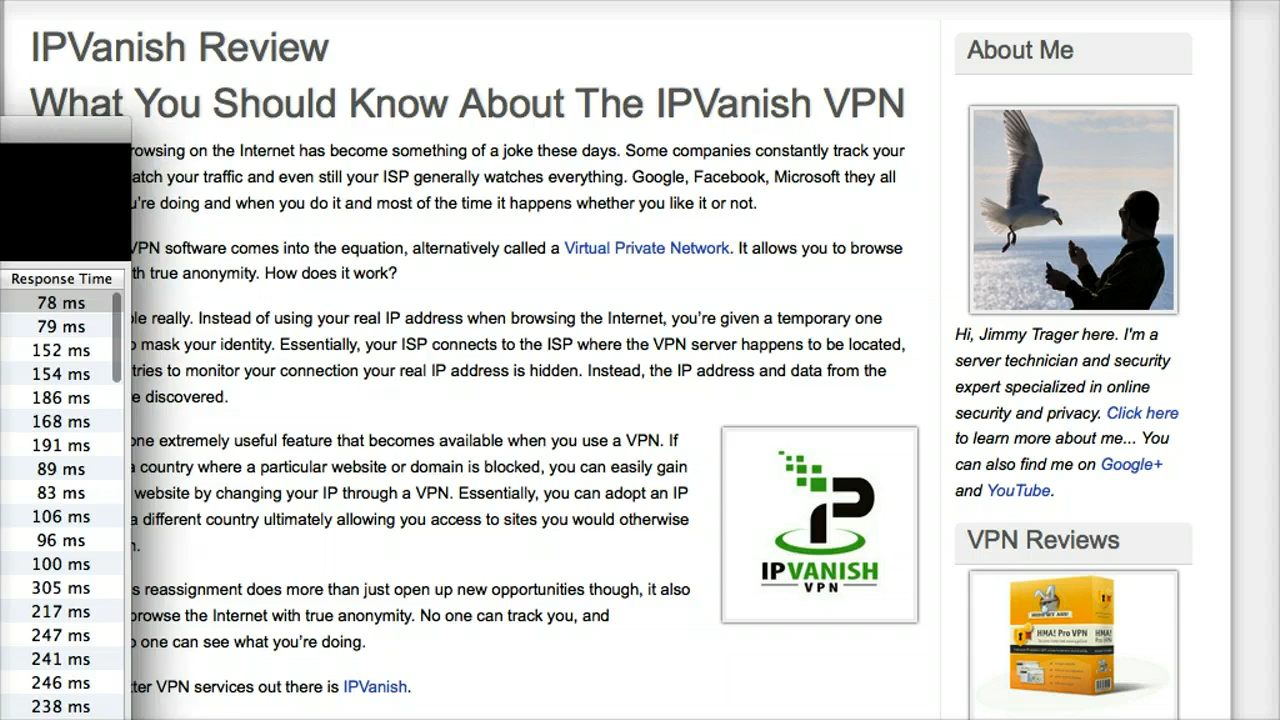 IPVanish Review
What You Should Know About The IPVanish VPN
rowsing on the Internet has become something of a joke these days. Some companies constantly track your
atch your traffic and even still your ISP generally watches everything. Google, Facebook, Microsoft they all
u're doing and when you do it and most of the time it happens whether you like it or not.
VPN software comes into the equation, alternatively called a Virtual Private Network. It allows you to browse
th true anonymity. How does it work?
le really. Instead of using your real IP address when browsing the Internet, you're given a temporary one
o mask your identity. Essentially, your ISP connects to the ISP where the VPN server happens to be located,
tries to monitor your connection your real IP address is hidden. Instead, the IP address and data from the
e discovered.
one extremely useful feature that becomes available when you use a VPN. If
a country where a particular website or domain is blocked, you can easily gain
website by changing your IP through a VPN. Essentially, you can adopt an IP
a different country ultimately allowing you access to sites you would otherwise
n.
s reassignment does more than just open up new opportunities though, it also
browse the Internet with true anonymity. No one can track you, and
o one can see what you're doing.
ter VPN services out there is IPVanish.
IPVANISH
VPN
Response Time
78 ms
79 ms
152 ms
154 ms
186 ms
168 ms
191 ms
89 ms
83 ms
106 ms
96 ms
100 ms
305 ms
217 ms
247 ms
241 ms
246 ms
238 ms
About Me
Hi, Jimmy Trager here. I'm a
server technician and security
expert specialized in online
security and privacy. Click here
to learn more about me... You
can also find me on Google+
and YouTube.
VPN Reviews
HMA! Pro VPN
HMA!